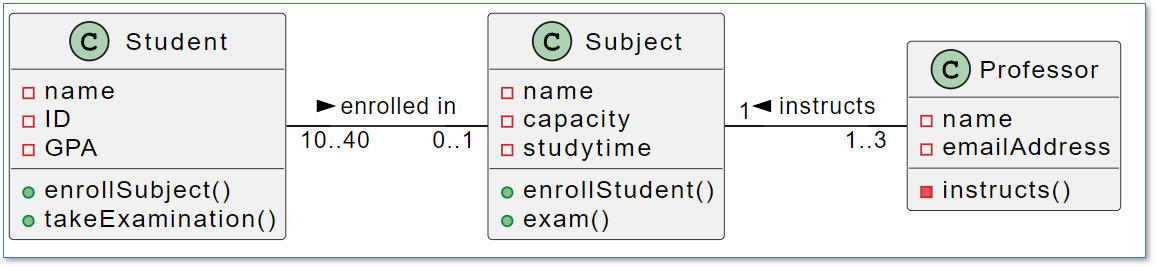 C Student
name
ID
GPA
enrollSubject()
takeExamination()
► enrolled in
10..40 0..1
C Subject
name
capacity
studytime
enrollStudent()
exam()
1 ◄ instructs
1..3
C Professor
name
emailAddress
instructs()